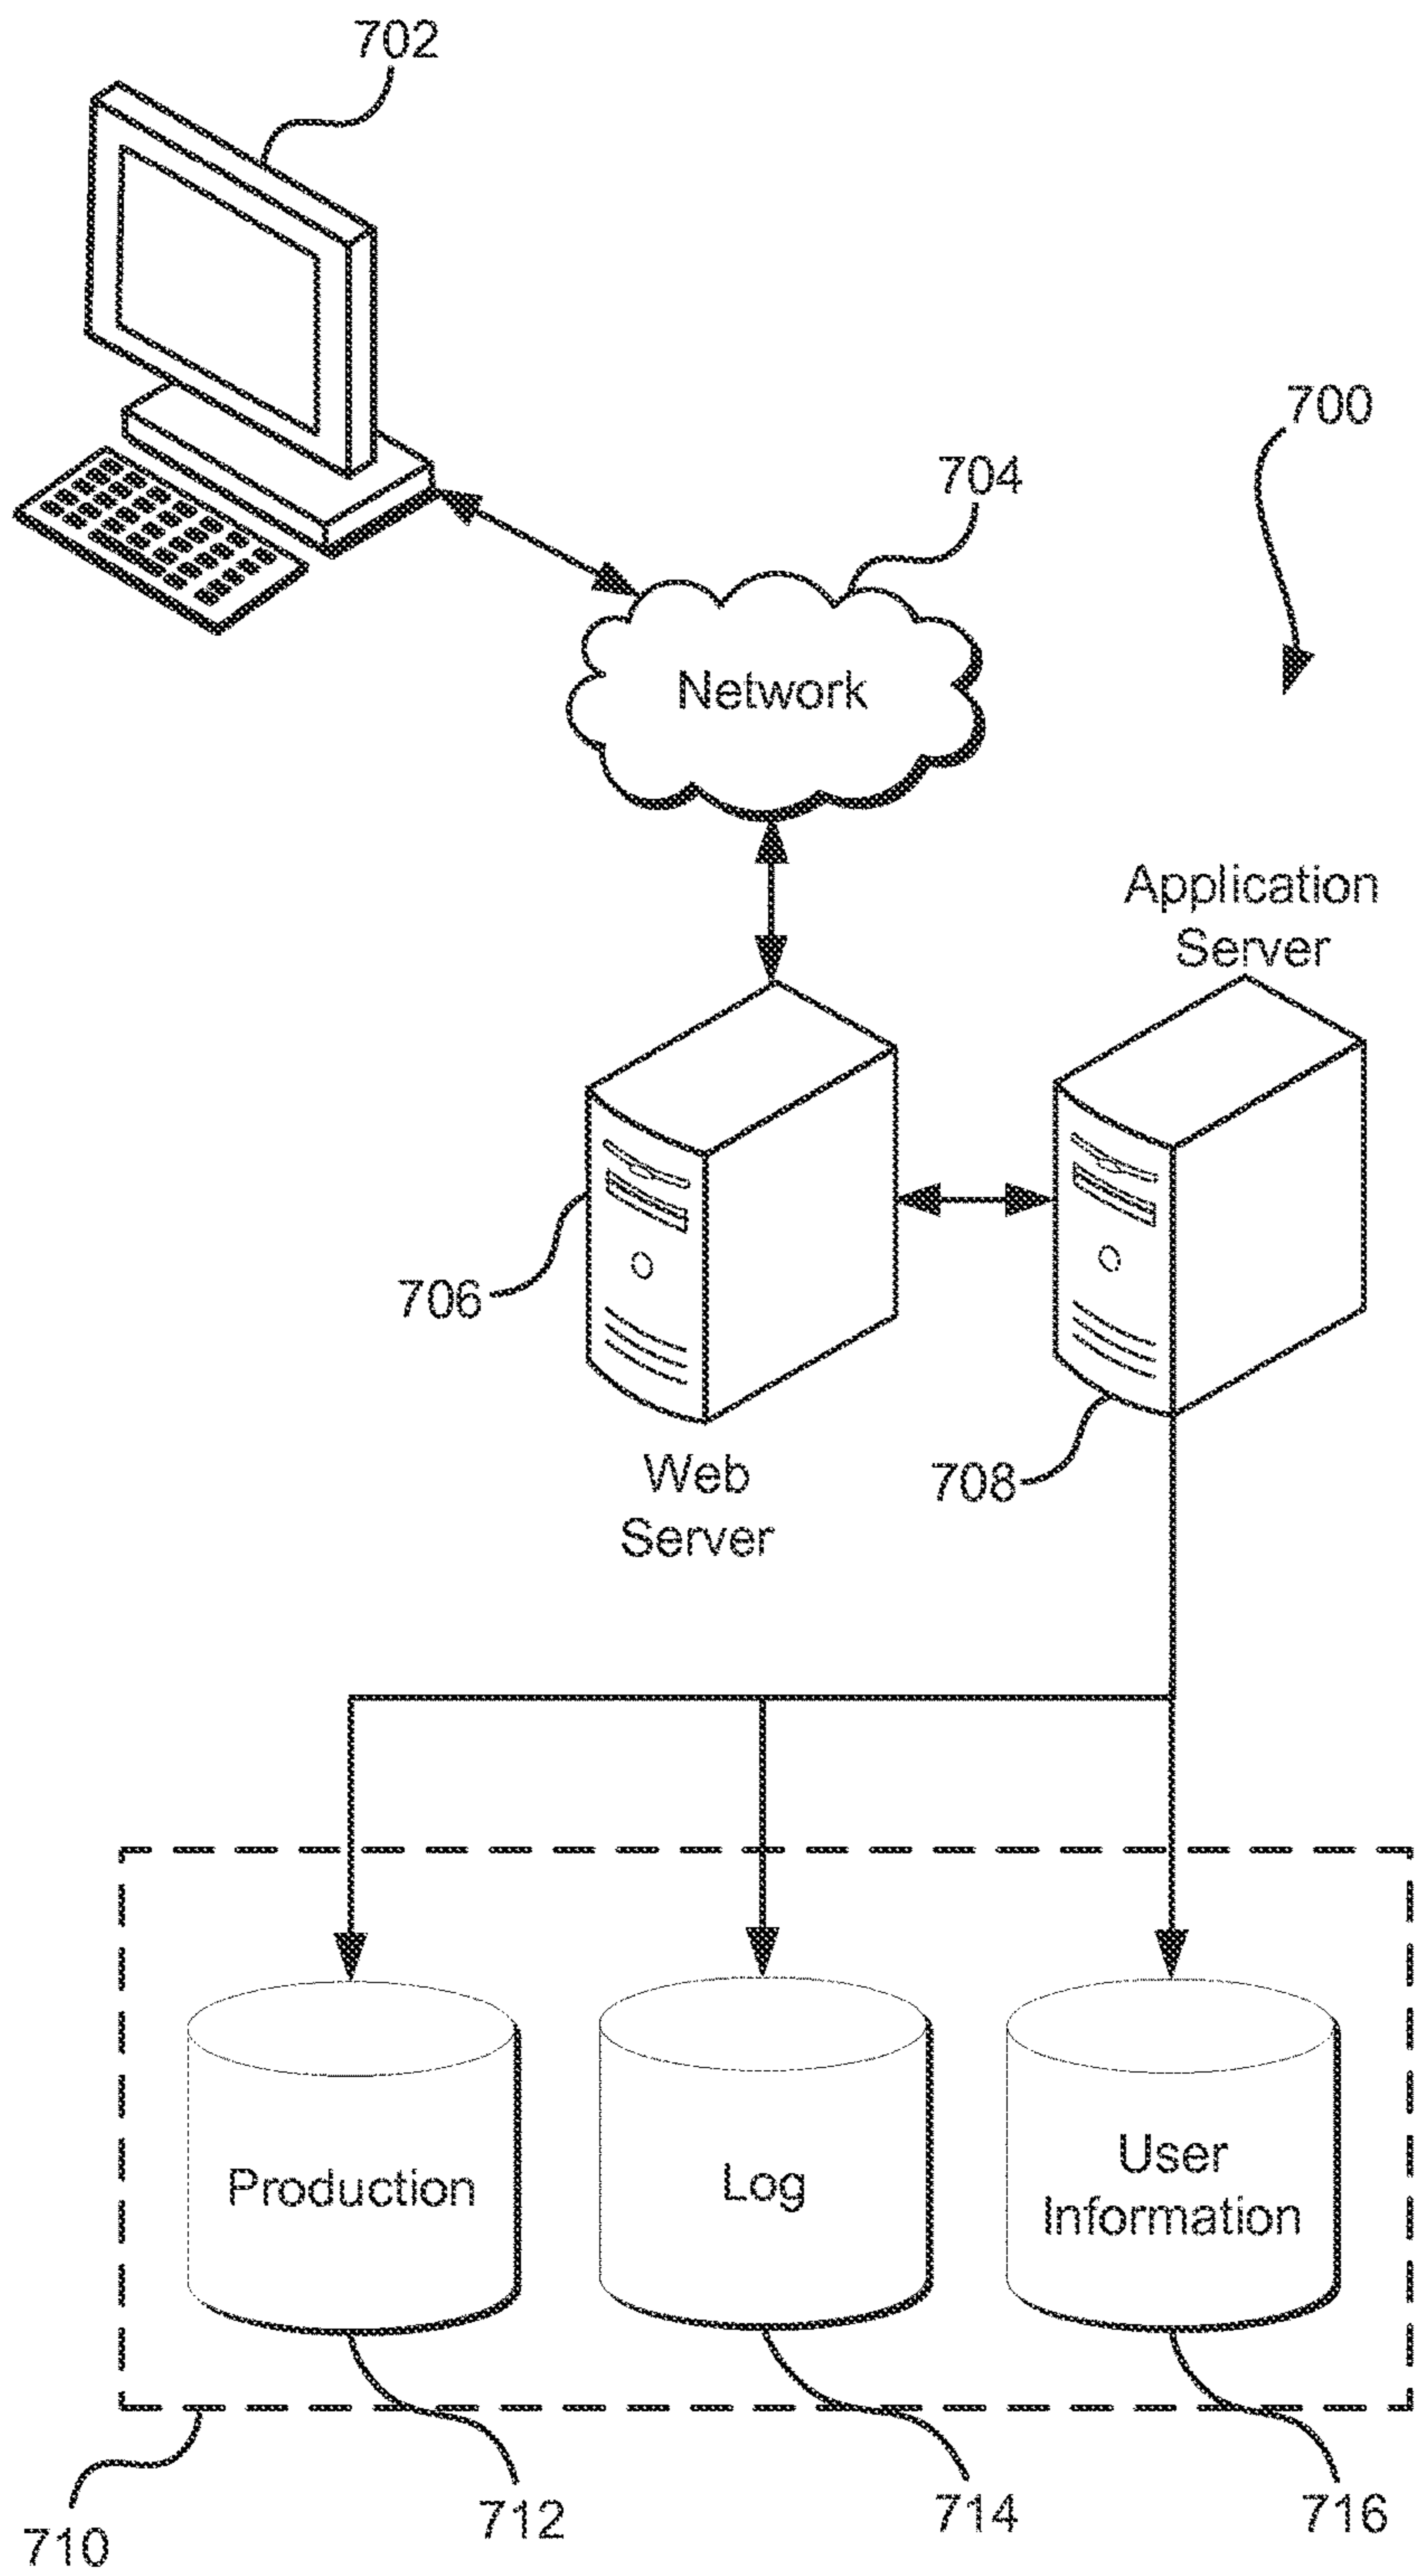 702
700
704
Network
Application
Server
706
Web
Server
708
Production
Log
User
Information
710
712
714
716